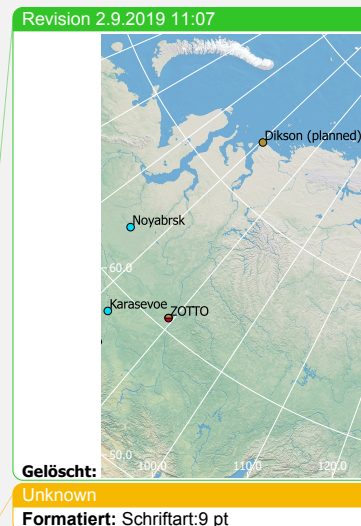 Revision 2.9.2019 11:07
Dikson (planned)
Noyabrsk
60.0
Karasevoe
ZOTTO
50.0
100.0
110.0
120.0
Gelöscht:
Unknown
Formatiert: Schriftart:9 pt